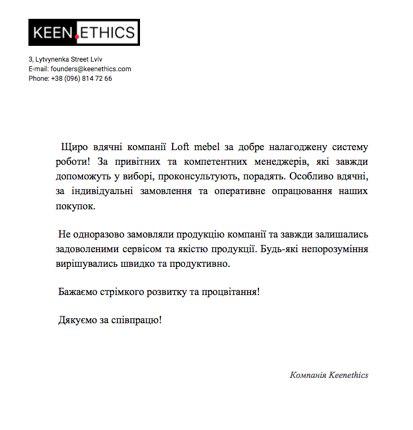 KEEN.ETHICS
3, Lytvynenka Street Lviv
E-mail: founders@keenethics.com
Phone: +38 (096) 814 72 66
Щиро вдячні компанії Loft mebel за добре налагоджену систему
роботи! За привітних та компетентних менеджерів, які завжди
допоможуть у виборі, проконсультують, порадять. Особливо вдячні,
за індивідуальні замовлення та оперативне опрацювання наших
покупок.
Не одноразово замовляли продукцію компанії та завжди залишались
задоволеними сервісом та якістю продукції. Будь-які непорозуміння
вирішувались швидко та продуктивно.
Бажаємо стрімкого розвитку та процвітання!
Дякуємо за співпрацю!
Компанія Keenethics